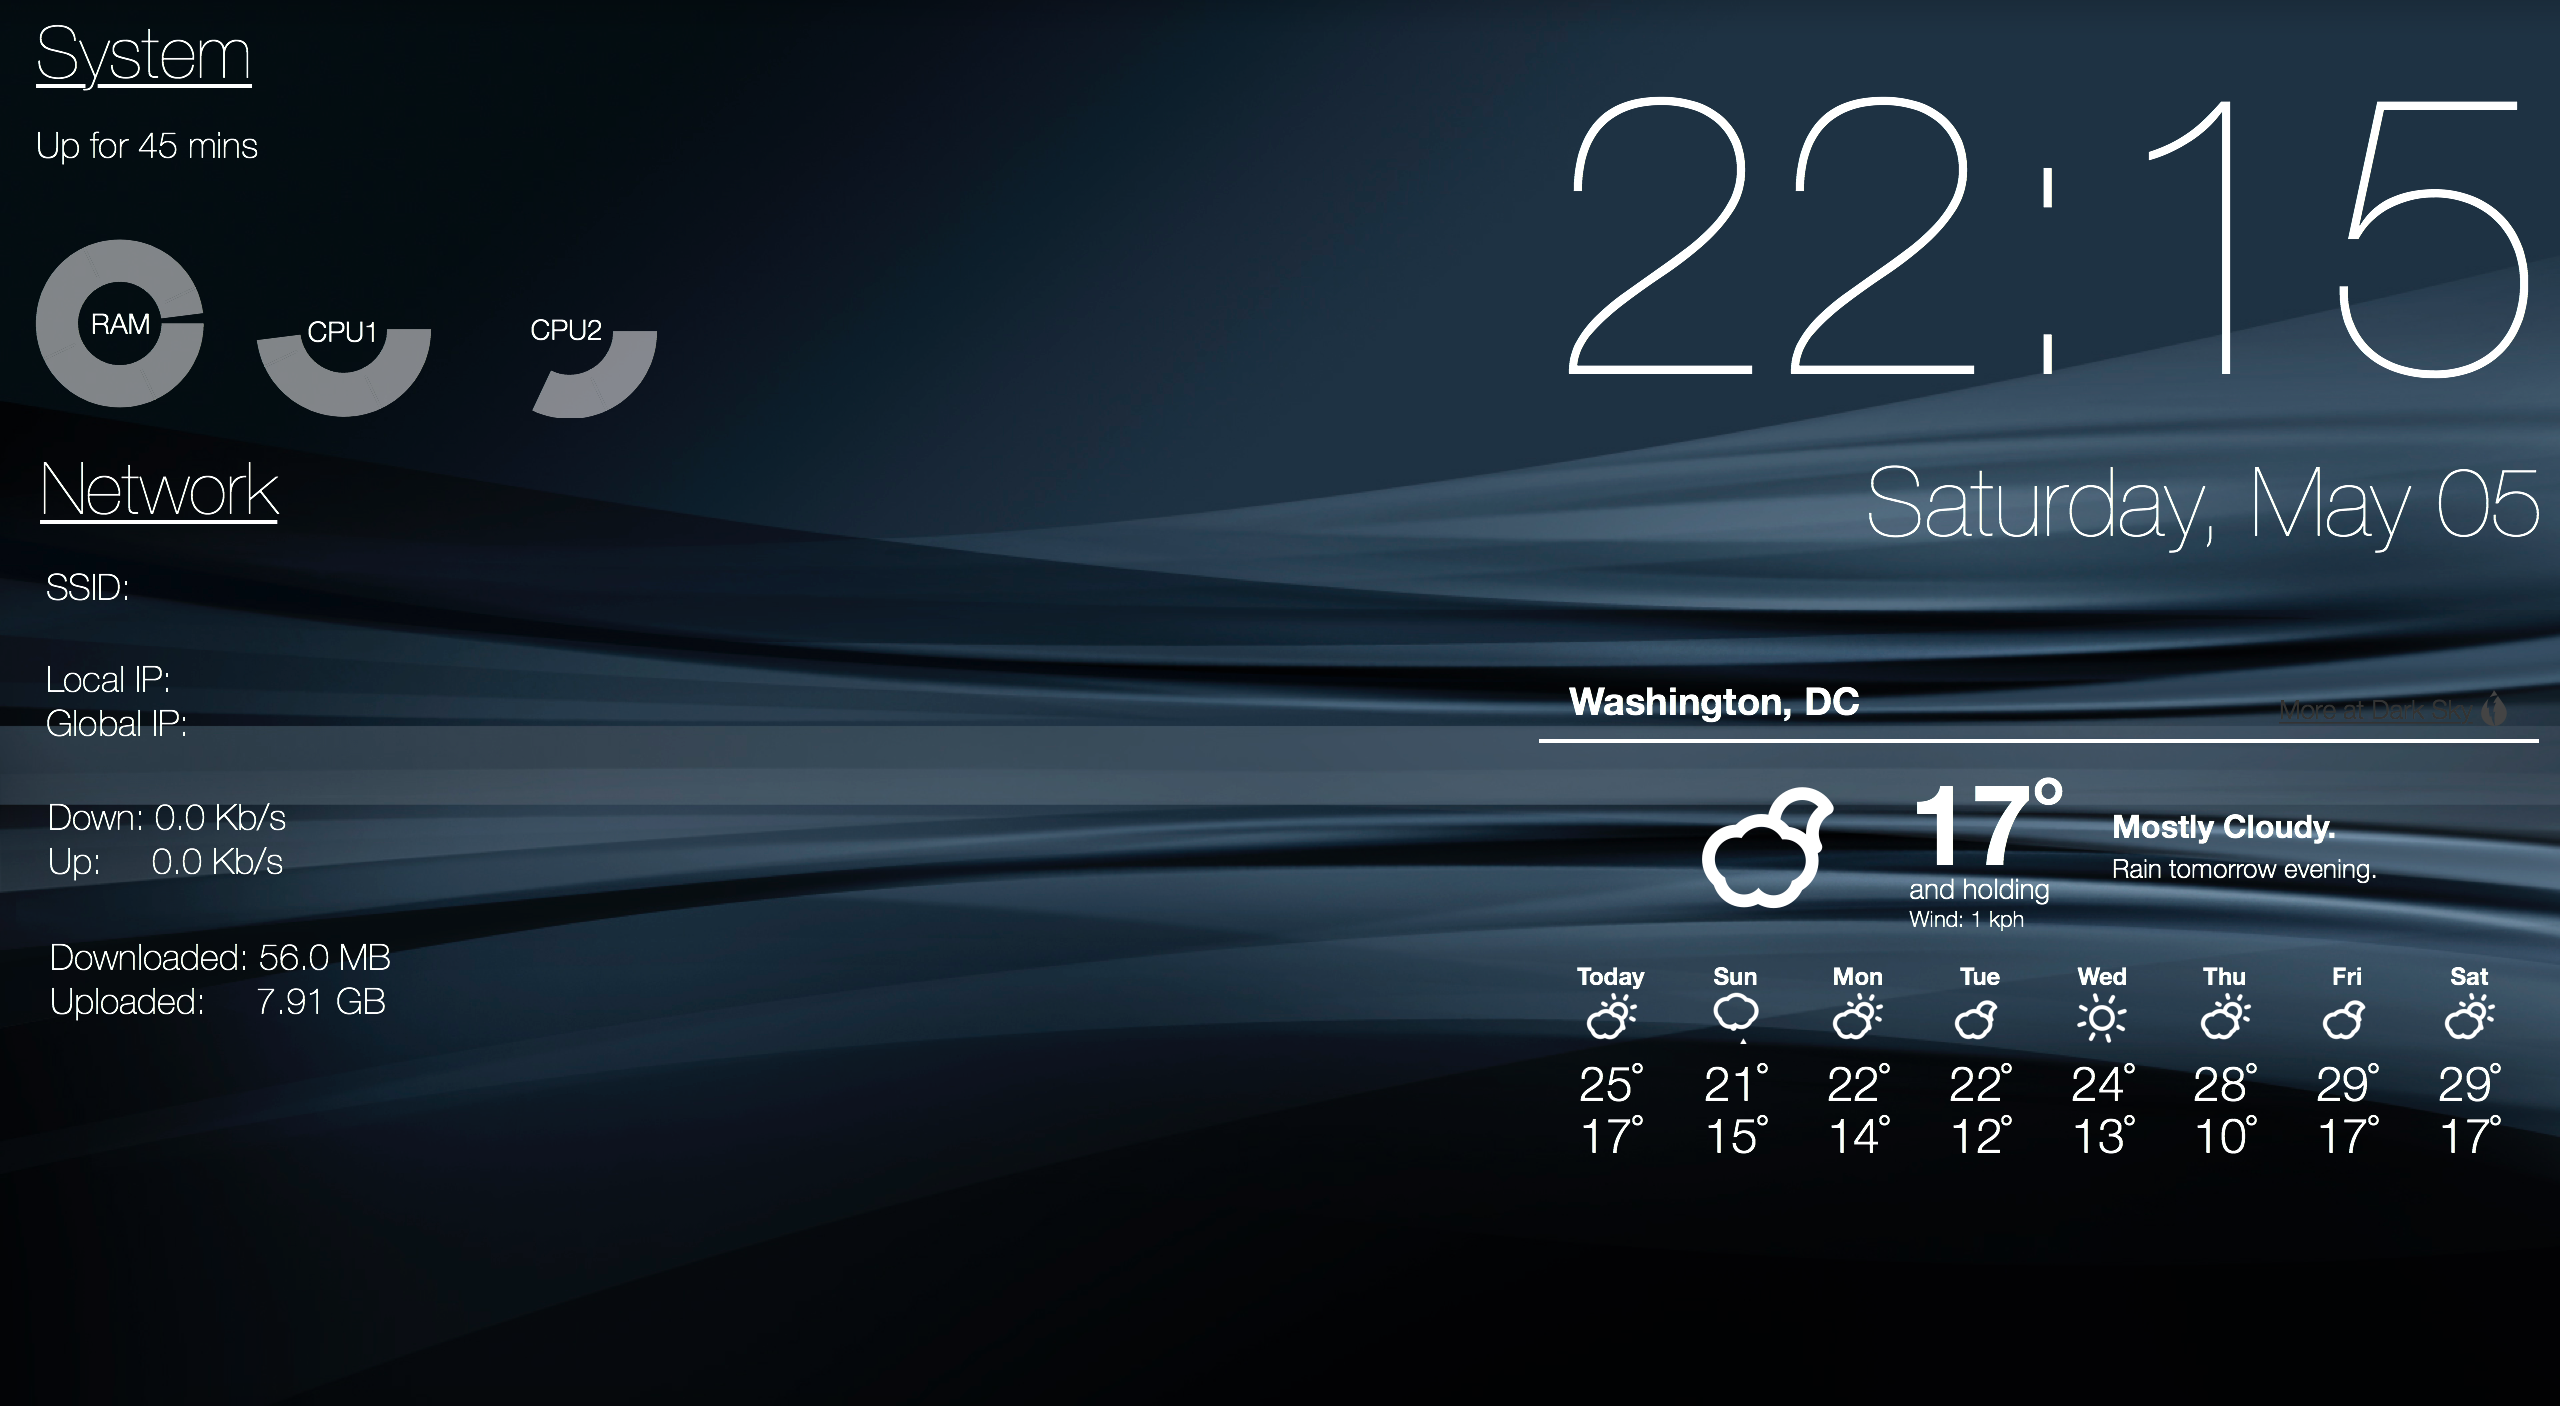 System
Up for 45 mins
RAM
CPU1
CPU2
Network
SSID:
Local IP:
Global IP:
Down: 0.0 Kb/s
Up: 0.0 Kb/s
Downloaded: 56.0 MB
Uploaded: 7.91 GB
22:15
Saturday, May 05
Washington, DC
More at Dark Sky
17°
and holding
Wind: 1 kph
Mostly Cloudy.
Rain tomorrow evening.
Today Sun Mon Tue Wed Thu Fri Sat
25° 21° 22° 22° 24° 28° 29° 29°
17° 15° 14° 12° 13° 10° 17° 17°